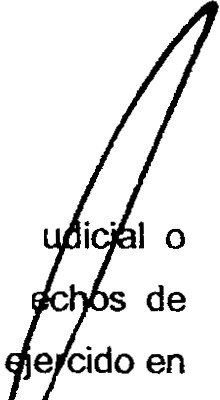 udicial o
echos de
ejercido en